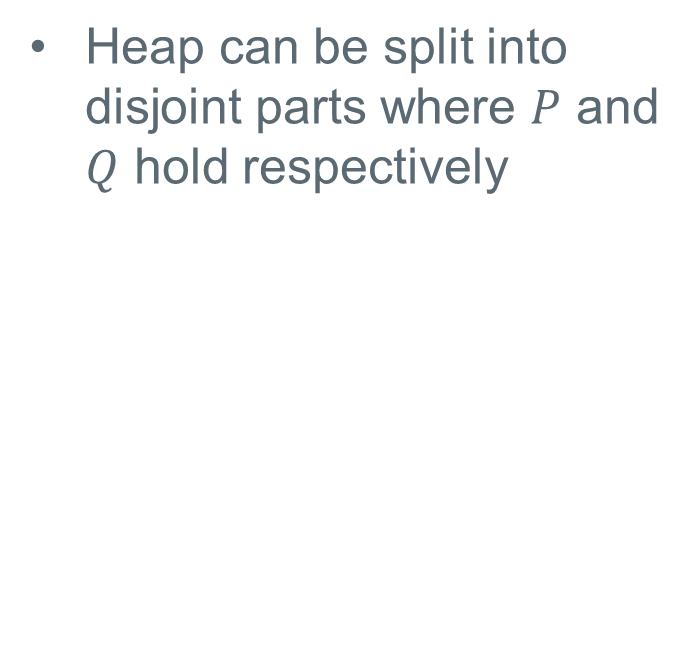 • Heap can be split into
disjoint parts where P and
Q hold respectively